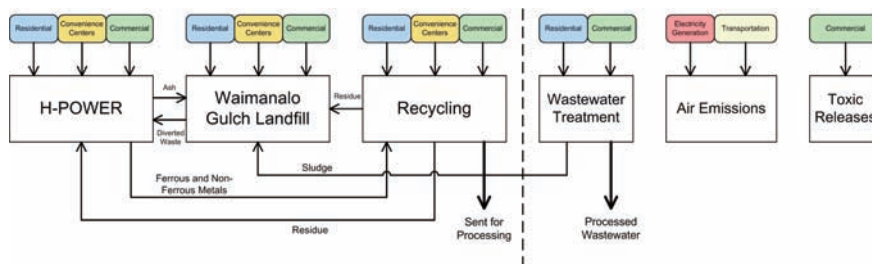 Residential
Convenience
Centers
Commercial
Residential
Convenience
Centers
Commercial
Residential
Convenience
Centers
Commercial
Residential
Commercial
Electricity
Generation
Transportation
Commercial
H-POWER
Ash
Diverted
Waste
Waimanalo
Gulch Landfill
Residue
Recycling
Wastewater
Treatment
Air Emissions
Toxic
Releases
Sludge
Ferrous and Non-
Ferrous Metals
Residue
Sent for
Processing
Processed
Wastewater